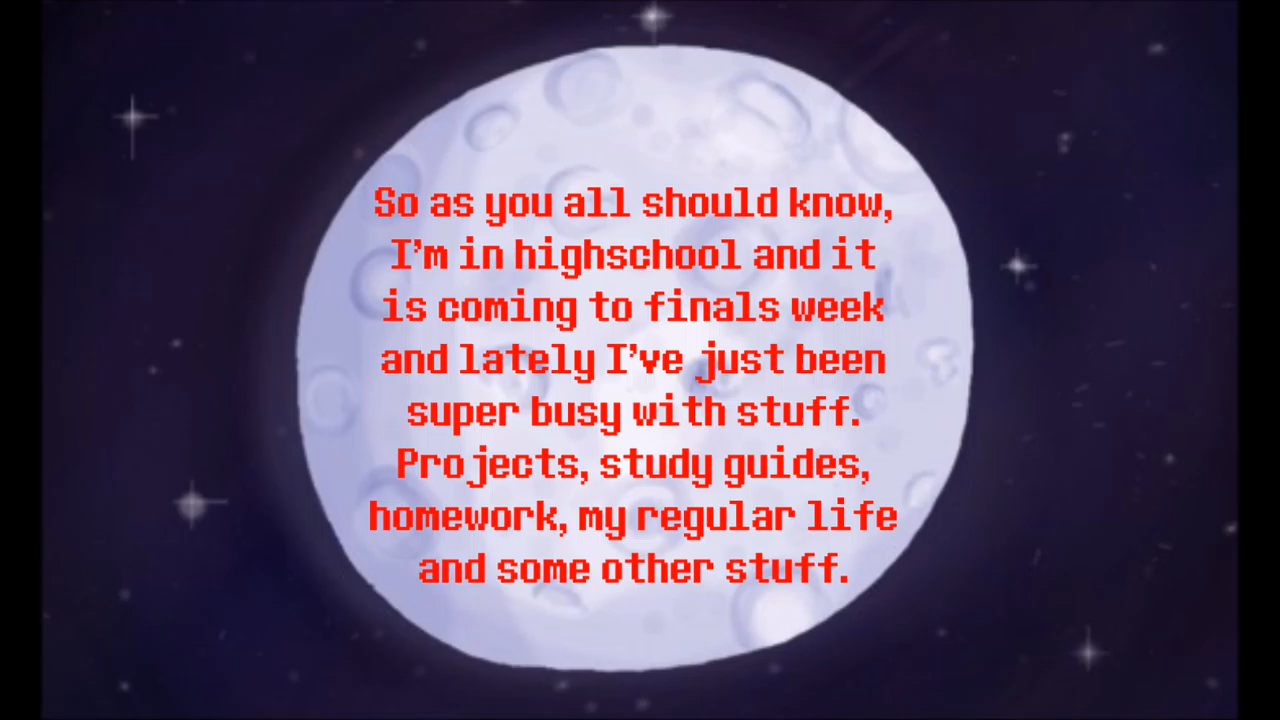 So as you all should know,
I'm in highschool and it
is coming to finals week
and lately I've just been
super busy with stuff.
Projects, study guides,
homework, my regular life
and some other stuff.